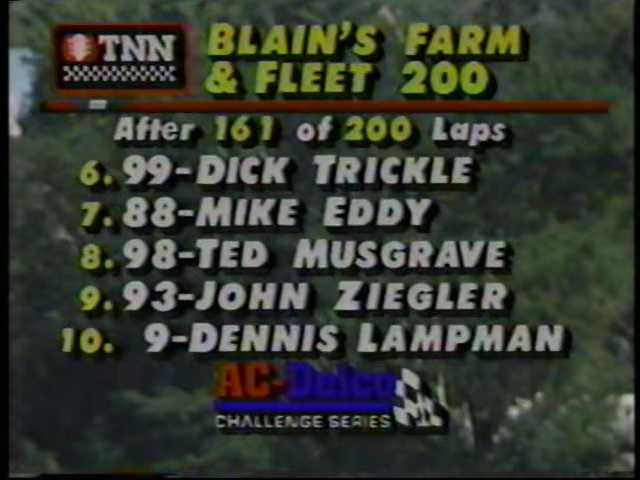 TNN
BLAIN'S FARM
& FLEET 200
After 161 of 200 Laps
6. 99-DICK TRICKLE
7. 88-MIKE EDDY
8. 98-TED MUSGRAVE
9. 93-JOHN ZIEGLER
10. 9-DENNIS LAMPMAN
AC-Delco
CHALLENGE SERIES